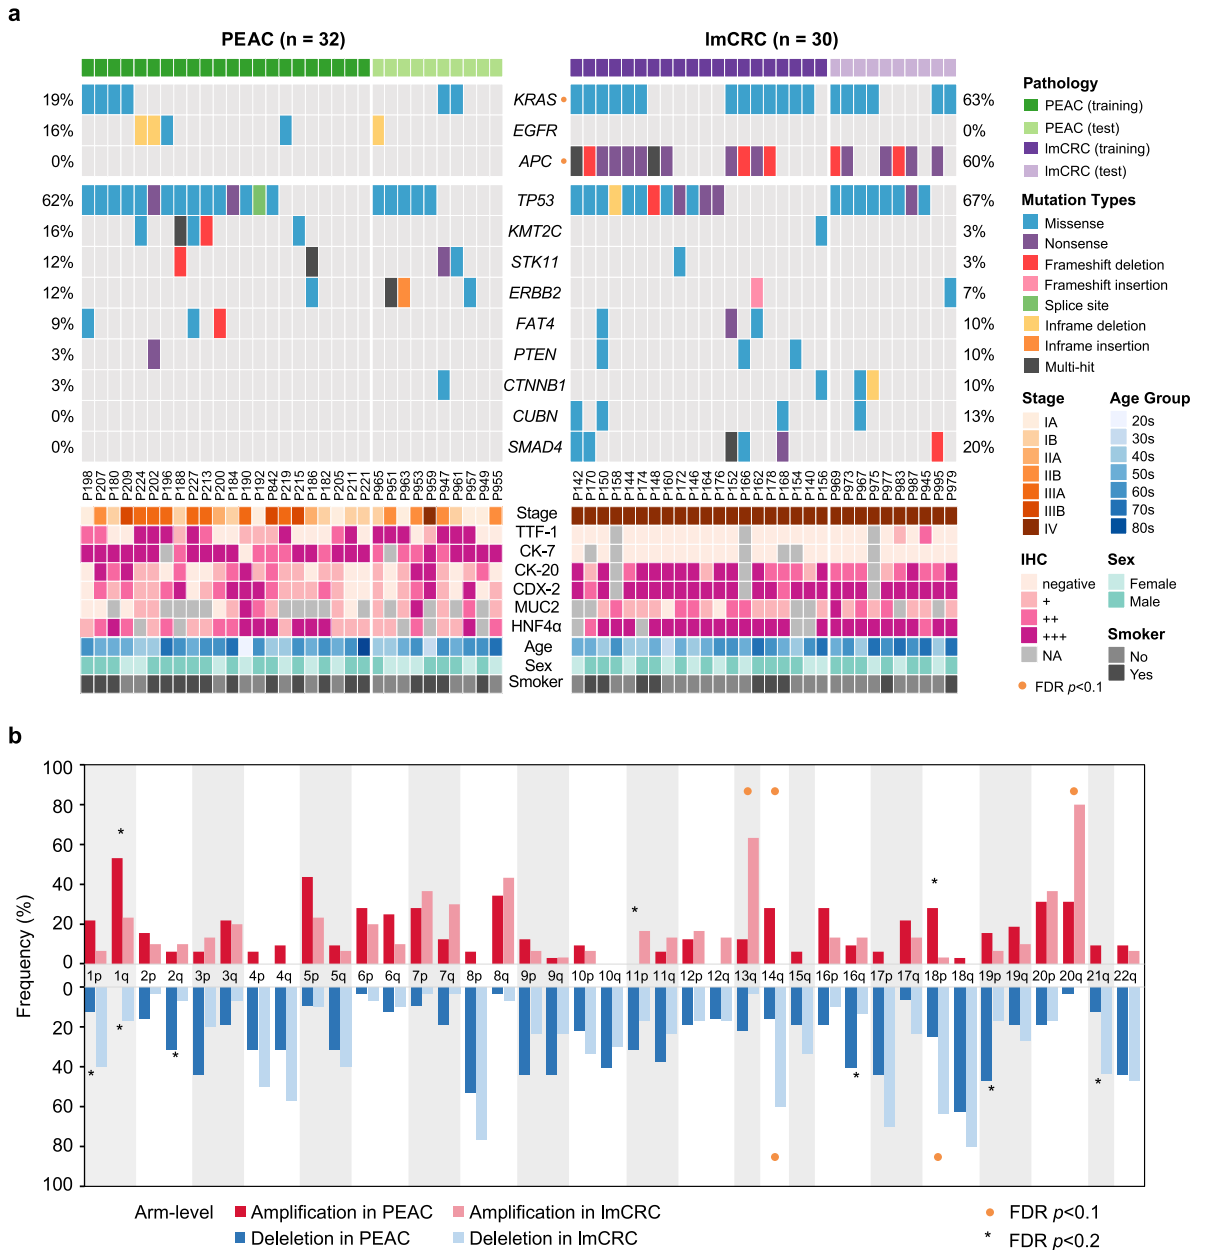 a
PEAC (n = 32)
lmCRC (n = 30)
19% KRAS 63%
16% EGFR 0%
0% APC 60%
62% TP53 67%
16% KMT2C 3%
12% STK11 3%
12% ERBB2 7%
9% FAT4 10%
3% PTEN 10%
3% CTNNB1 10%
0% CUBN 13%
0% SMAD4 20%
P198 P207 P180 P209 P224 P202 P196 P188 P227 P213 P200 P184 P190 P192 P842 P219 P215 P186 P182 P205 P211 P221 P965 P951 P963 P953 P959 P947 P961 P957 P949 P955
P142 P170 P150 P158 P144 P174 P148 P160 P172 P146 P164 P176 P152 P166 P162 P178 P168 P154 P140 P156 P969 P973 P967 P975 P977 P983 P987 P945 P995 P979
Stage
TTF-1
CK-7
CK-20
CDX-2
MUC2
HNF4α
Age
Sex
Smoker
Pathology
PEAC (training)
PEAC (test)
lmCRC (training)
lmCRC (test)
Mutation Types
Missense
Nonsense
Frameshift deletion
Frameshift insertion
Splice site
Inframe deletion
Inframe insertion
Multi-hit
Stage
IA
IB
IIA
IIB
IIIA
IIIB
IV
Age Group
20s
30s
40s
50s
60s
70s
80s
IHC
negative
+
++
+++
NA
Sex
Female
Male
Smoker
No
Yes
FDR p<0.1
b
Frequency (%)
100
80
60
40
20
0
1p 1q 2p 2q 3p 3q 4p 4q 5p 5q 6p 6q 7p 7q 8p 8q 9p 9q 10p 10q 11p 11q 12p 12q 13q 14q 15q 16p 16q 17p 17q 18p 18q 19p 19q 20p 20q 21q 22q
0
20
40
60
80
100
*
*
*
*
*
*
*
*
*
Arm-level
Amplification in PEAC
Amplification in lmCRC
Deleletion in PEAC
Deleletion in lmCRC
FDR p<0.1
* FDR p<0.2